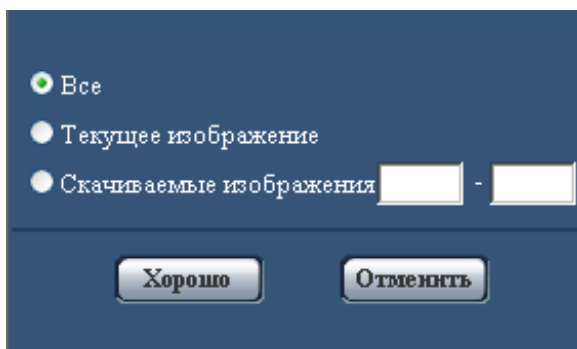 Все
Текущее изображение
Скачиваемые изображения -
Хорошо Отменить